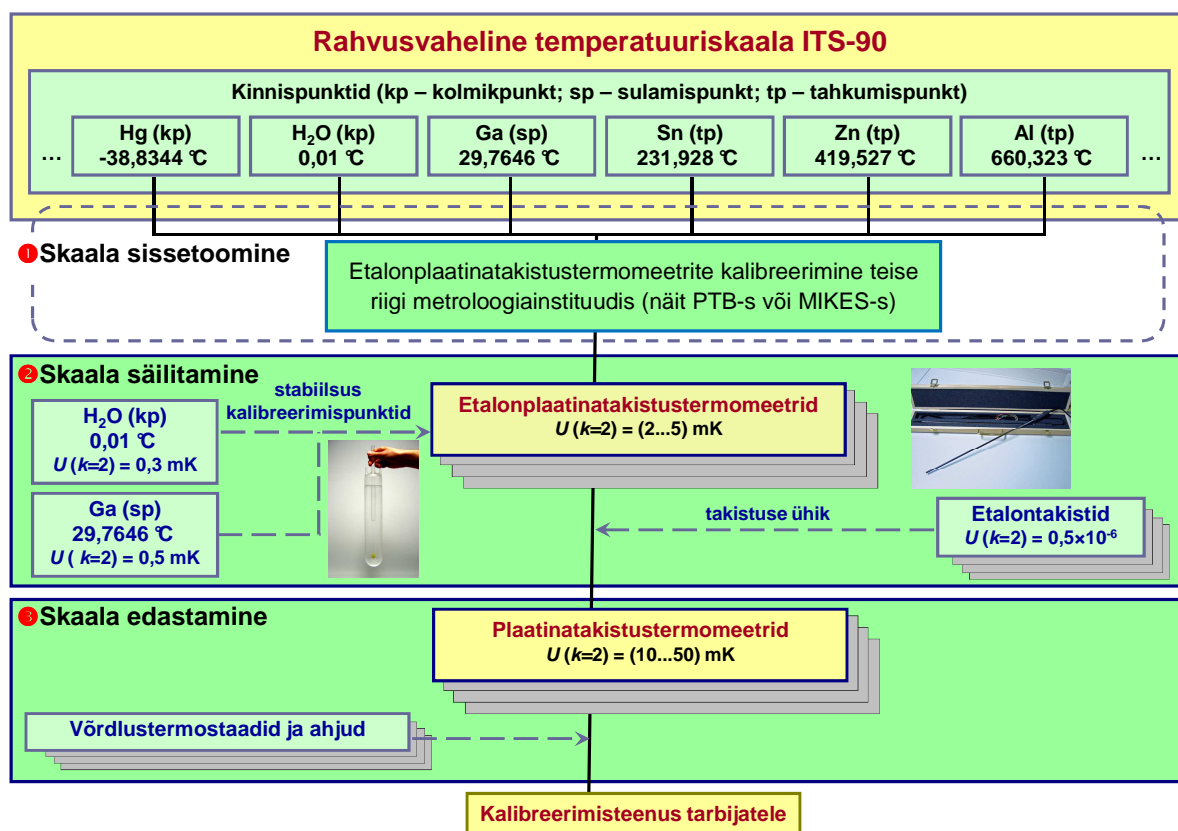 Rahvusvaheline temperatuuriskaala ITS-90
Kinnispunktid (kp – kolmikpunkt; sp – sulamispunkt; tp – tahkumispunkt)
...
Hg (kp)
-38,8344 °C
H₂O (kp)
0,01 °C
Ga (sp)
29,7646 °C
Sn (tp)
231,928 °C
Zn (tp)
419,527 °C
Al (tp)
660,323 °C
...
❶Skaala sissetoomine
Etalonplaatinatakistustermomeetrite kalibreerimine teise
riigi metroloogiainstituudis (näit PTB-s või MIKES-s)
❷Skaala säilitamine
H₂O (kp)
0,01 °C
U (k=2) = 0,3 mK
Ga (sp)
29,7646 °C
U ( k=2) = 0,5 mK
stabiilsus
kalibreerimispunktid
Etalonplaatinatakistustermomeetrid
U (k=2) = (2...5) mK
takistuse ühik
Etalontakistid
U (k=2) = 0,5×10⁻⁶
❸Skaala edastamine
Plaatinatakistustermomeetrid
U (k=2) = (10...50) mK
Võrdlustermostaadid ja ahjud
Kalibreerimisteenus tarbijatele